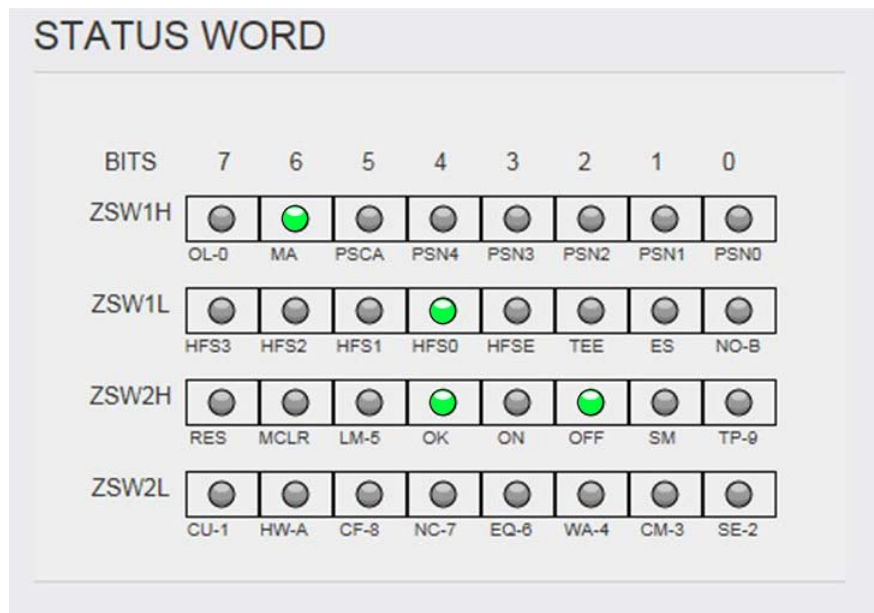 STATUS WORD
BITS 7 6 5 4 3 2 1 0
ZSW1H
OL-0 MA PSCA PSN4 PSN3 PSN2 PSN1 PSN0
ZSW1L
HFS3 HFS2 HFS1 HFS0 HFSE TEE ES NO-B
ZSW2H
RES MCLR LM-5 OK ON OFF SM TP-9
ZSW2L
CU-1 HW-A CF-8 NC-7 EQ-6 WA-4 CM-3 SE-2